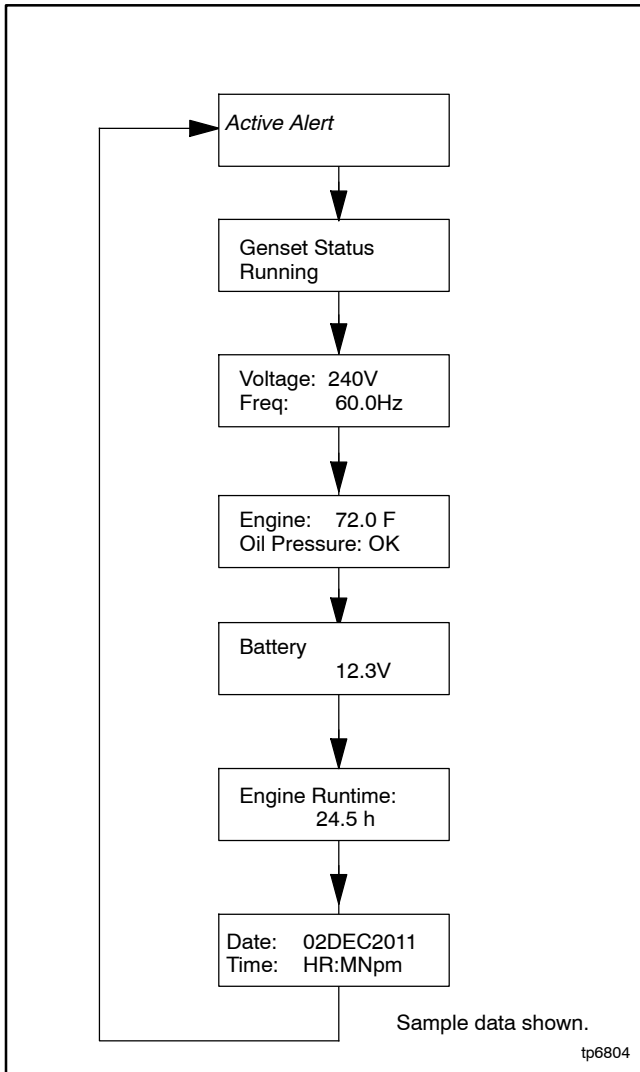 Active Alert
Genset Status
Running
Voltage: 240V
Freq: 60.0Hz
Engine: 72.0 F
Oil Pressure: OK
Battery
12.3V
Engine Runtime:
24.5 h
Date: 02DEC2011
Time: HR:MNpm
Sample data shown.
tp6804